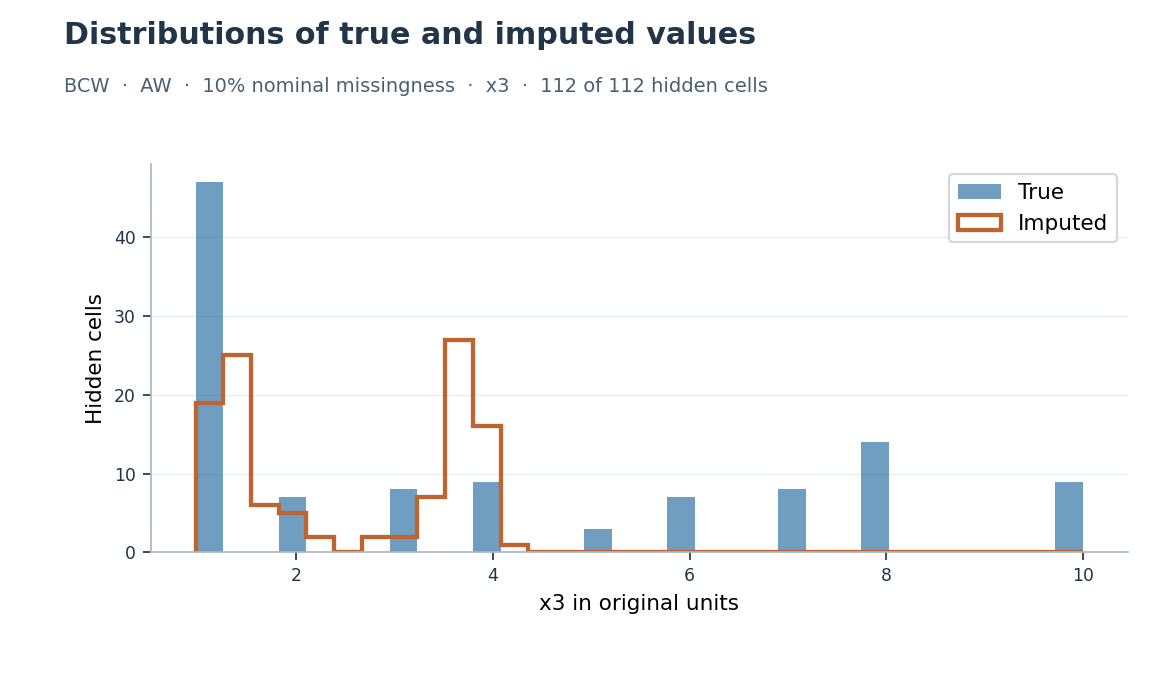 Distributions of true and imputed values
BCW · AW · 10% nominal missingness · x3 · 112 of 112 hidden cells
True
Imputed
Hidden cells
40
30
20
10
0
2 4 6 8 10
x3 in original units